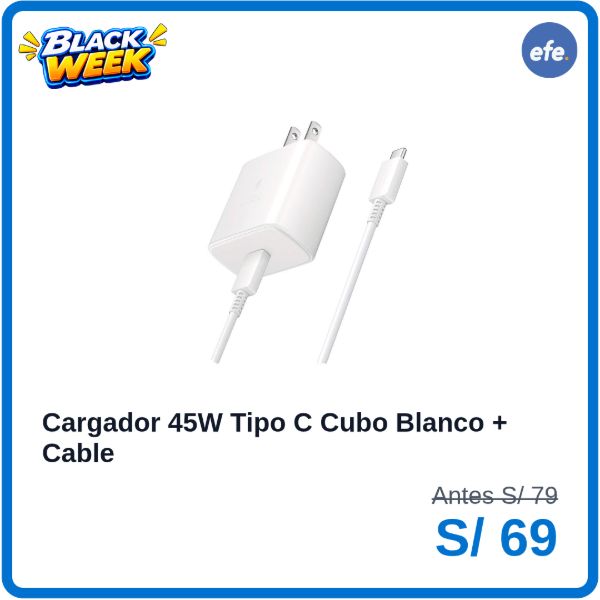 BLACK
WEEK
efe.
Cargador 45W Tipo C Cubo Blanco +
Cable
Antes S/ 79
S/ 69